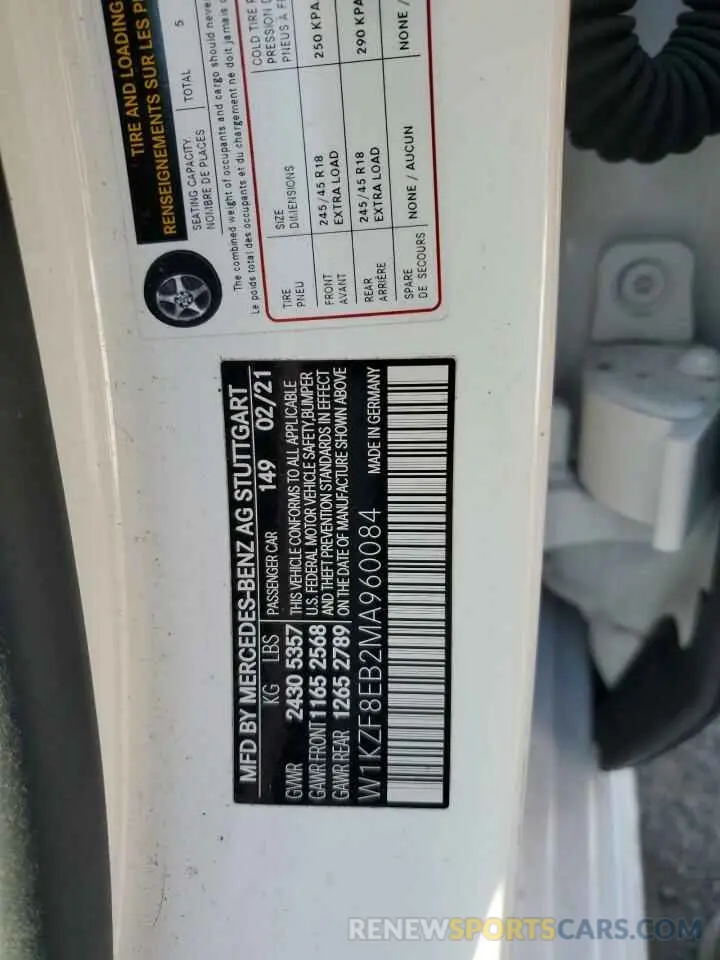 TIRE AND LOADING
RENSEIGNEMENTS SUR LES
SEATING CAPACITY
NOMBRE DE PLACES
TOTAL 5
The combined weight of occupants and cargo should never
Le poids total des occupants et du chargement ne doit jamais
TIRE
PNEU
SIZE
DIMENSIONS
COLD TIRE
PRESSION
PNEUS À
FRONT
AVANT
245/45 R18
EXTRA LOAD
250 KPA
REAR
ARRIÈRE
245/45 R18
EXTRA LOAD
290 KPA
SPARE
DE SECOURS
NONE / AUCUN
NONE /
MFD BY MERCEDES-BENZ AG STUTTGART
KG LBS PASSENGER CAR 149 02/21
GVWR 2430 5357
GAWR FRONT 1165 2568
GAWR REAR 1265 2789
THIS VEHICLE CONFORMS TO ALL APPLICABLE
U.S. FEDERAL MOTOR VEHICLE SAFETY,BUMPER
AND THEFT PREVENTION STANDARDS IN EFFECT
ON THE DATE OF MANUFACTURE SHOWN ABOVE
W1KZF8EB2MA960084 MADE IN GERMANY
RENEWSPORTSCARS.COM